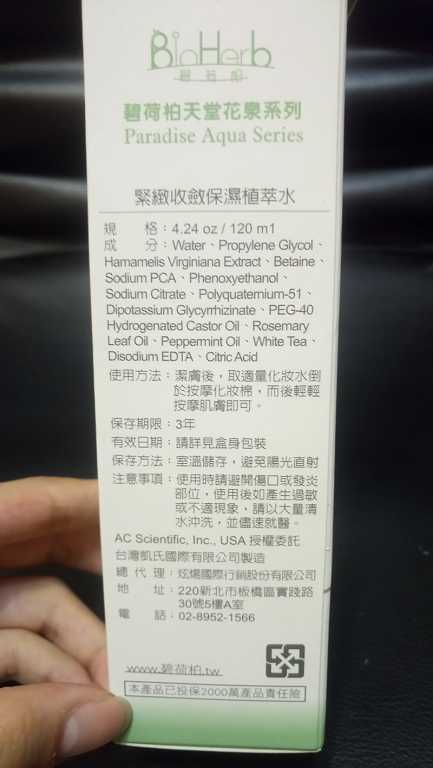 BioHerb
碧荷柏
碧荷柏天堂花泉系列
Paradise Aqua Series
緊緻收斂保濕植萃水
規　　格：4.24 oz / 120 m1
成　　分：Water、Propylene Glycol、
Hamamelis Virginiana Extract、Betaine、
Sodium PCA、Phenoxyethanol、
Sodium Citrate、Polyquaternium-51、
Dipotassium Glycyrrhizinate、PEG-40
Hydrogenated Castor Oil、Rosemary
Leaf Oil、Peppermint Oil、White Tea、
Disodium EDTA、Citric Acid
使用方法：潔膚後，取適量化妝水倒
於按摩化妝棉，而後輕輕
按摩肌膚即可。
保存期限：3年
有效日期：請詳見盒身包裝
保存方法：室溫儲存，避免陽光直射
注意事項：使用時請避開傷口或發炎
部位，使用後如產生過敏
或不適現象，請以大量清
水沖洗，並儘速就醫。
AC Scientific, Inc., USA 授權委託
台灣凱氏國際有限公司製造
總 代 理：炫煬國際行銷股份有限公司
地　　址：220新北市板橋區實踐路
30號5樓A室
電　　話：02-8952-1566
www.碧荷柏.tw
本產品已投保2000萬產品責任險